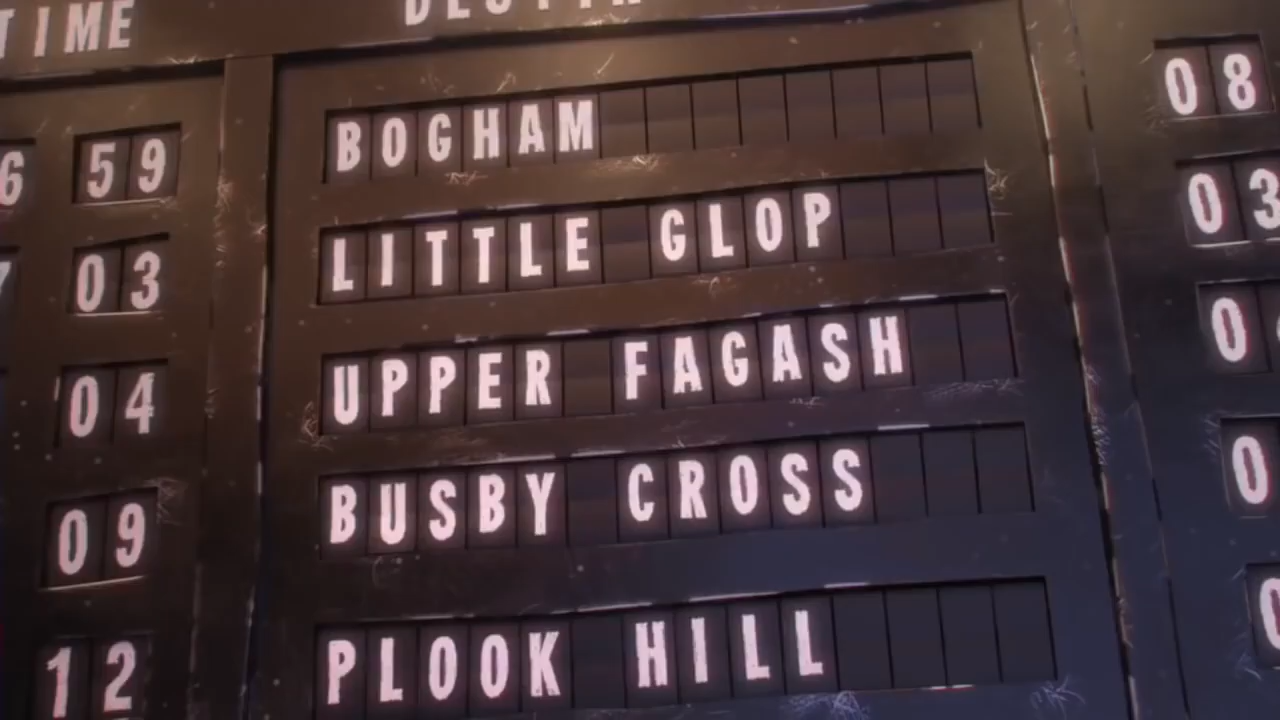 TIME
6 59 BOGHAM 08
03 LITTLE GLOP 03
04 UPPER FAGASH 0
09 BUSBY CROSS 0
12 PLOOK HILL